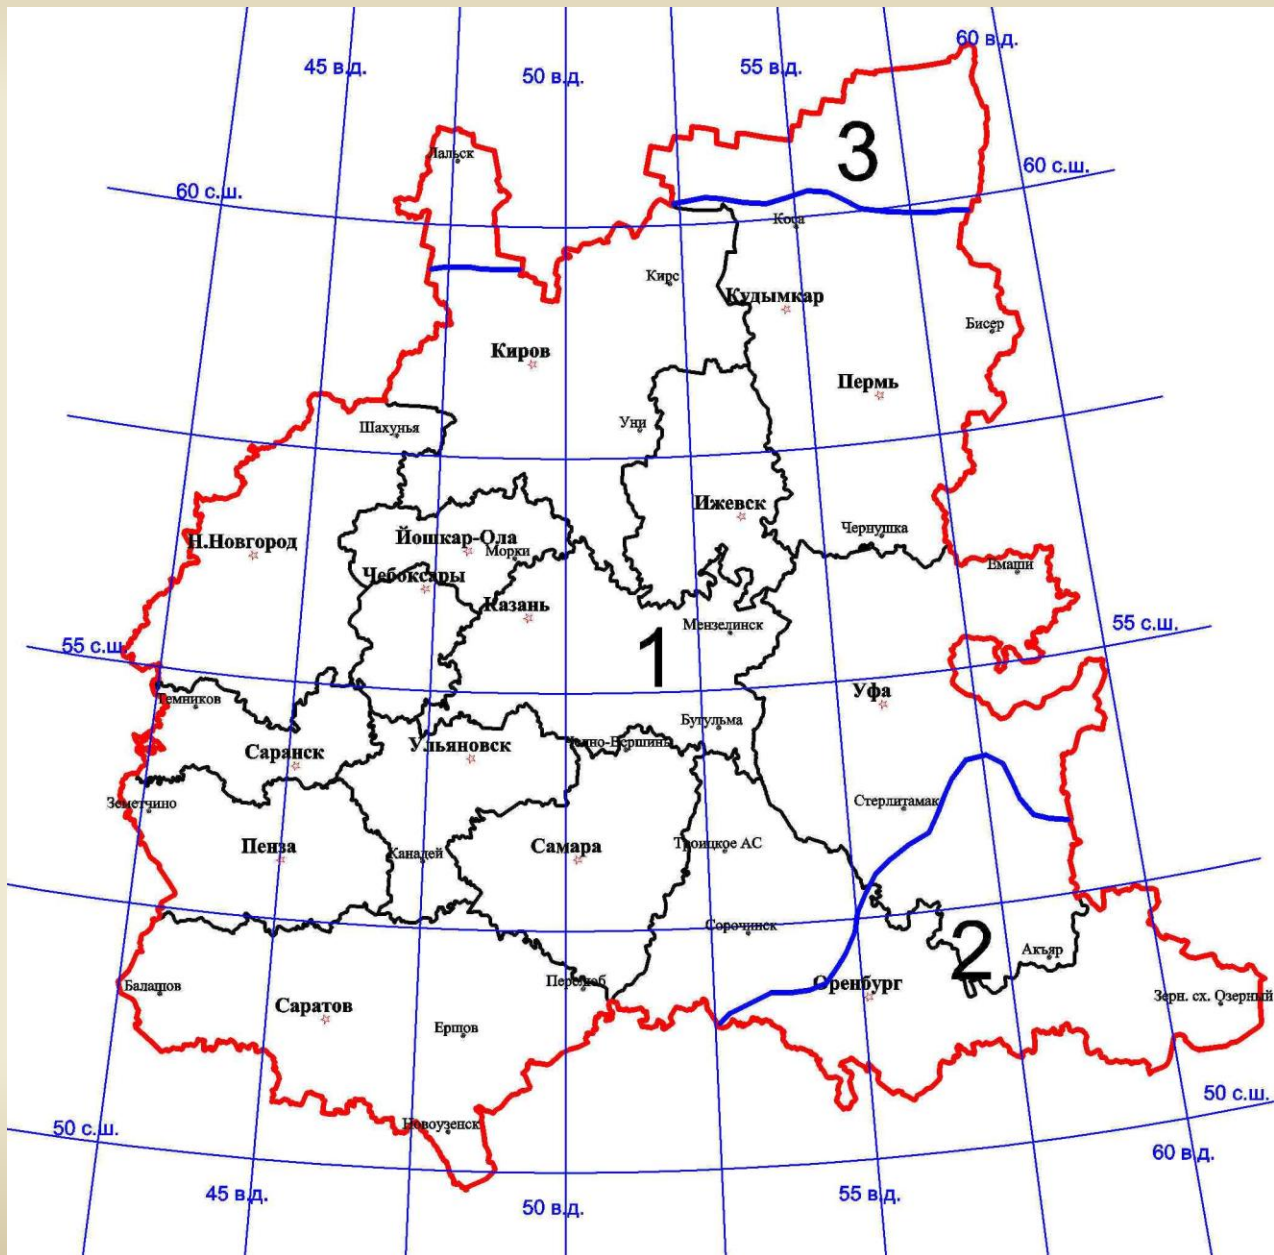 60 в.д.
45 в.д.
50 в.д.
55 в.д.
3
Лальск
60 с.ш.
60 с.ш.
Коса
Кирс
Кудымкар
Бисер
Киров
Пермь
Шахунья
Уни
Ижевск
Чернушка
Н.Новгород
Йошкар-Ола
Морки
Емаши
Чебоксары
Казань
Мензелинск
55 с.ш.
55 с.ш.
1
Темников
Уфа
Бугульма
Саранск
Ульяновск
Челно-Вершины
Земетчино
Стерлитамак
Пенза
Канадей
Самара
Троицкое АС
Сорочинск
2
Акъяр
Балашов
Перелюб
Оренбург
Зерн. сх. Озерный
Саратов
Ершов
50 с.ш.
Новоузенск
50 с.ш.
60 в.д.
45 в.д.
50 в.д.
55 в.д.